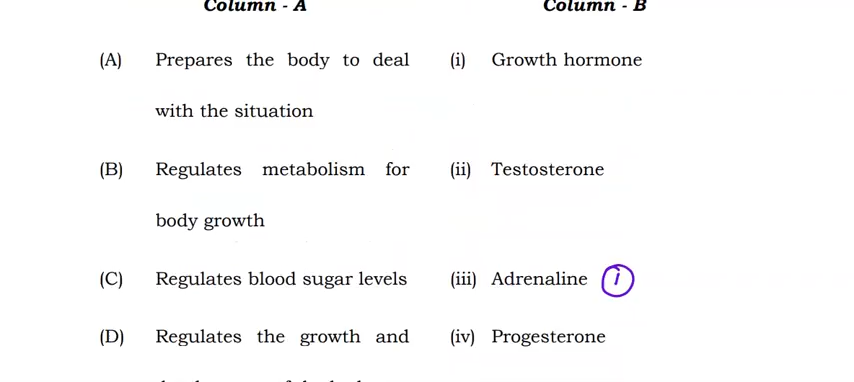 Column - A Column - B
(A) Prepares the body to deal (i) Growth hormone
with the situation
(B) Regulates metabolism for (ii) Testosterone
body growth
(C) Regulates blood sugar levels (iii) Adrenaline i
(D) Regulates the growth and (iv) Progesterone